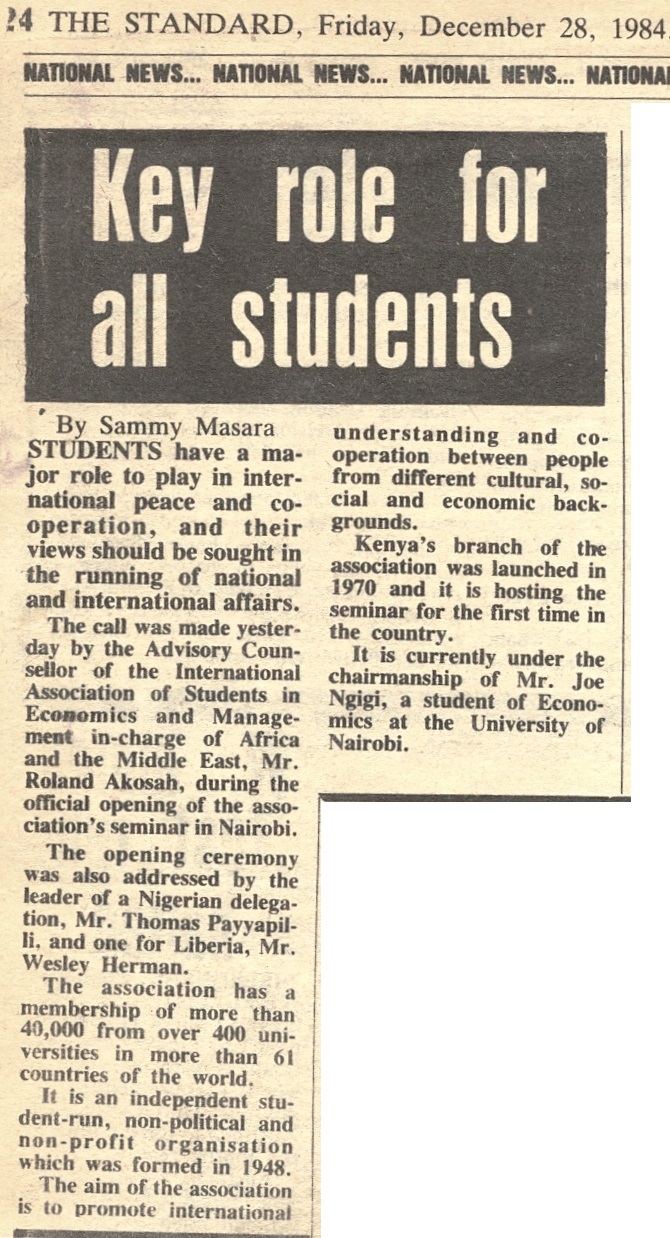 24 THE STANDARD, Friday, December 28, 1984.
NATIONAL NEWS... NATIONAL NEWS... NATIONAL NEWS... NATIONAL
Key role for
all students
By Sammy Masara
STUDENTS have a ma-
jor role to play in inter-
national peace and co-
operation, and their
views should be sought in
the running of national
and international affairs.
The call was made yester-
day by the Advisory Coun-
sellor of the International
Association of Students in
Economics and Manage-
ment in-charge of Africa
and the Middle East, Mr.
Roland Akosah, during the
official opening of the asso-
ciation's seminar in Nairobi.
The opening ceremony
was also addressed by the
leader of a Nigerian delega-
tion, Mr. Thomas Payyapil-
li, and one for Liberia, Mr.
Wesley Herman.
The association has a
membership of more than
40,000 from over 400 uni-
versities in more than 61
countries of the world.
It is an independent stu-
dent-run, non-political and
non-profit organisation
which was formed in 1948.
The aim of the association
is to promote international
understanding and co-
operation between people
from different cultural, so-
cial and economic back-
grounds.
Kenya's branch of the
association was launched in
1970 and it is hosting the
seminar for the first time in
the country.
It is currently under the
chairmanship of Mr. Joe
Ngigi, a student of Econo-
mics at the University of
Nairobi.